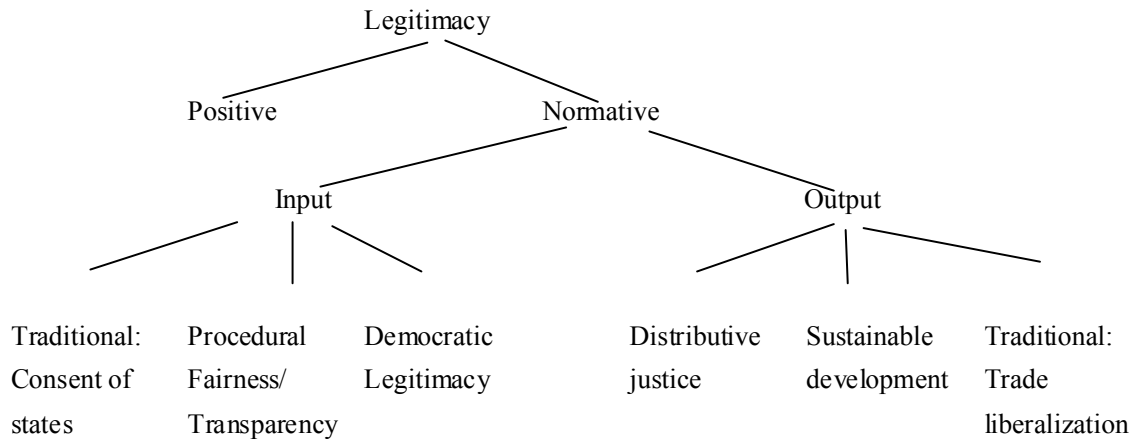 Legitimacy
Positive
Normative
Input
Output
Traditional:
Consent of
states
Procedural
Fairness/
Transparency
Democratic
Legitimacy
Distributive
justice
Sustainable
development
Traditional:
Trade
liberalization